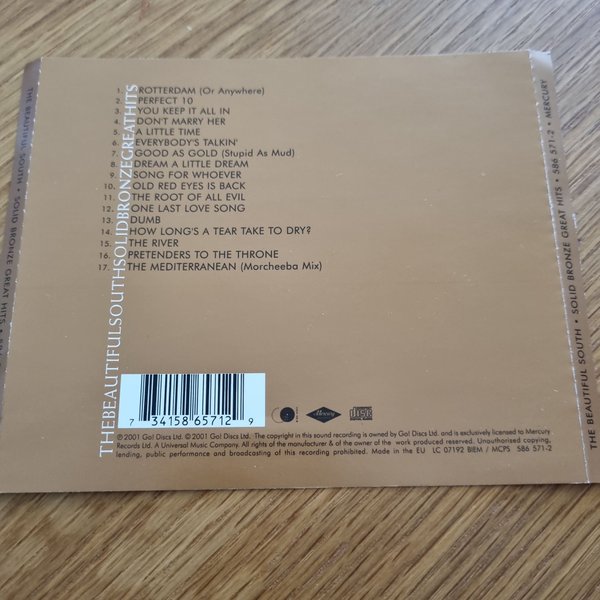 THE BEAUTIFUL SOUTH • SOLID BRONZE GREAT HITS •
THEBEAUTIFULSOUTHSOLIDBRONZEGREATHITS
1. ROTTERDAM (Or Anywhere)
2. PERFECT 10
3. YOU KEEP IT ALL IN
4. DON'T MARRY HER
5. A LITTLE TIME
6. EVERYBODY'S TALKIN'
7. GOOD AS GOLD (Stupid As Mud)
8. DREAM A LITTLE DREAM
9. SONG FOR WHOEVER
10. OLD RED EYES IS BACK
11. THE ROOT OF ALL EVIL
12. ONE LAST LOVE SONG
13. DUMB
14. HOW LONG'S A TEAR TAKE TO DRY?
15. THE RIVER
16. PRETENDERS TO THE THRONE
17. THE MEDITERRANEAN (Morcheeba Mix)
7 34158 65712 9
Mercury
COMPACT disc DIGITAL AUDIO
℗ 2001 Go! Discs Ltd. © 2001 Go! Discs Ltd. The copyright in this sound recording is owned by Go! Discs Ltd. and is exclusively licensed to Mercury
Records Ltd. A Universal Music Company. All rights of the manufacturer & of the owner of the work produced reserved. Unauthorised copying,
lending, public performance and broadcasting of this recording prohibited. Made in the EU LC 07192 BIEM / MCPS 586 571-2
THE BEAUTIFUL SOUTH • SOLID BRONZE GREAT HITS • 586 571-2 • MERCURY